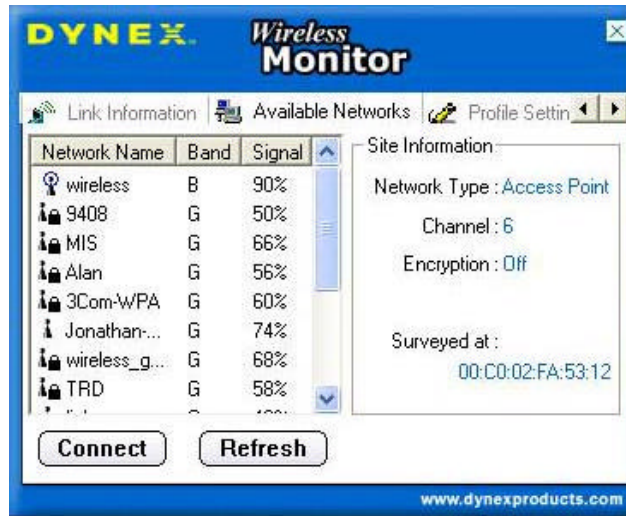 DYNEX
Wireless
Monitor
Link Information Available Networks Profile Settin
Network Name Band Signal
wireless B 90%
9408 G 50%
MIS G 66%
Alan G 56%
3Com-WPA G 60%
Jonathan-... G 74%
wireless_g... G 68%
TRD G 58%
Site Information
Network Type : Access Point
Channel : 6
Encryption : Off
Surveyed at :
00:C0:02:FA:53:12
Connect Refresh
www.dynexproducts.com